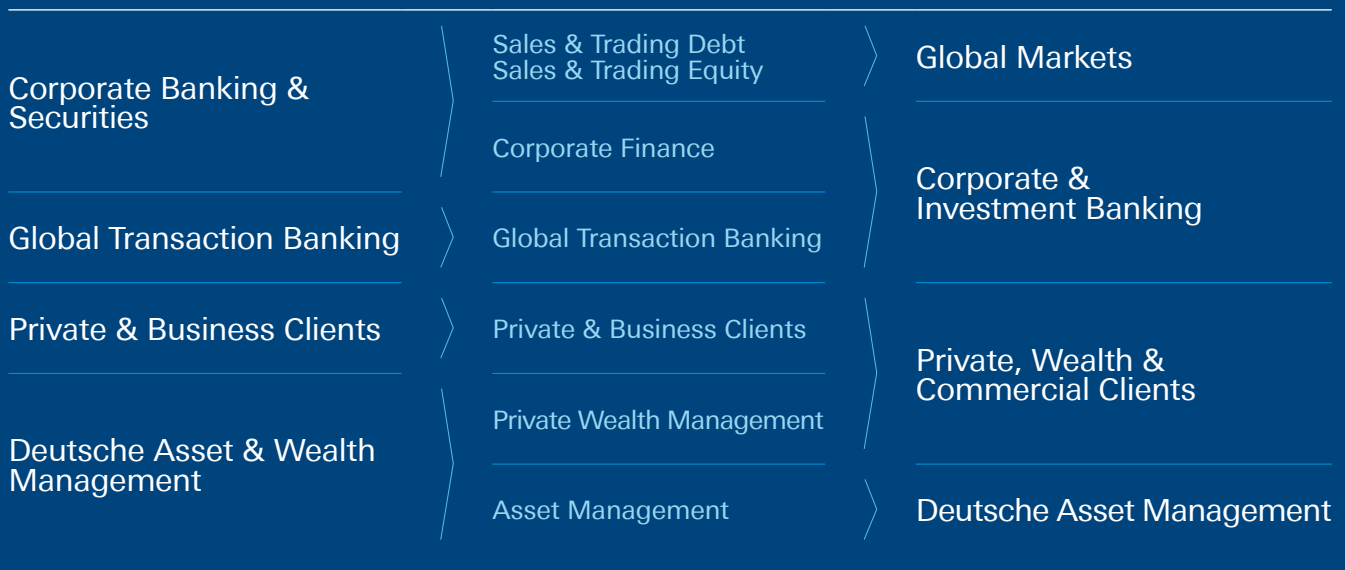 Corporate Banking &
Securities
Global Transaction Banking
Private & Business Clients
Deutsche Asset & Wealth
Management
Sales & Trading Debt
Sales & Trading Equity
Corporate Finance
Global Transaction Banking
Private & Business Clients
Private Wealth Management
Asset Management
Global Markets
Corporate &
Investment Banking
Private, Wealth &
Commercial Clients
Deutsche Asset Management